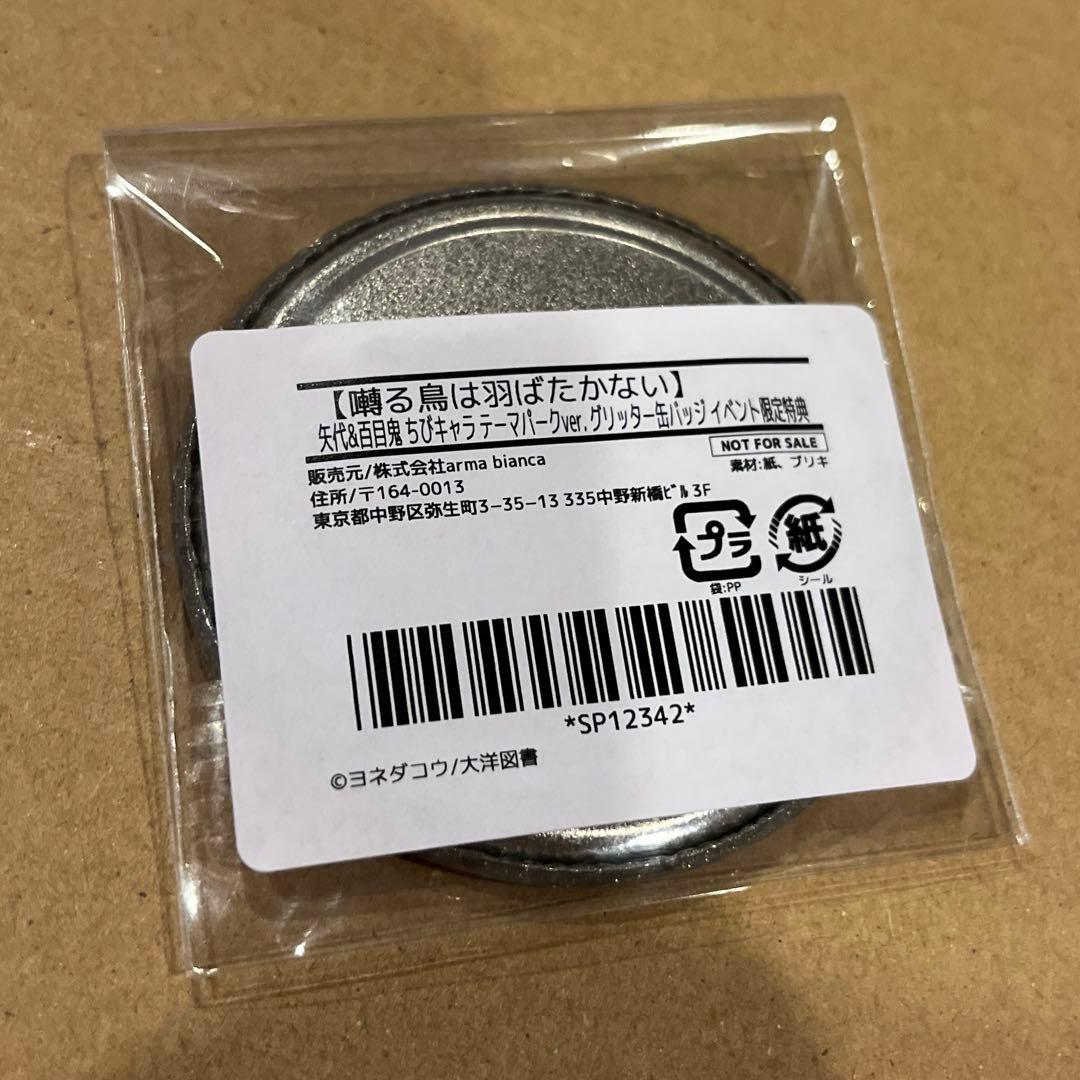 【囀る鳥は羽ばたかない】
矢代&百目鬼 ちびキャラ テーマパークver. グリッター缶バッジ イベント限定特典
NOT FOR SALE
販売元/株式会社arma bianca
素材:紙、ブリキ
住所/〒164-0013
東京都中野区弥生町3-35-13 335中野新橋ビル3F
プラ
紙
袋:PP
シール
*SP12342*
©ヨネダコウ/大洋図書